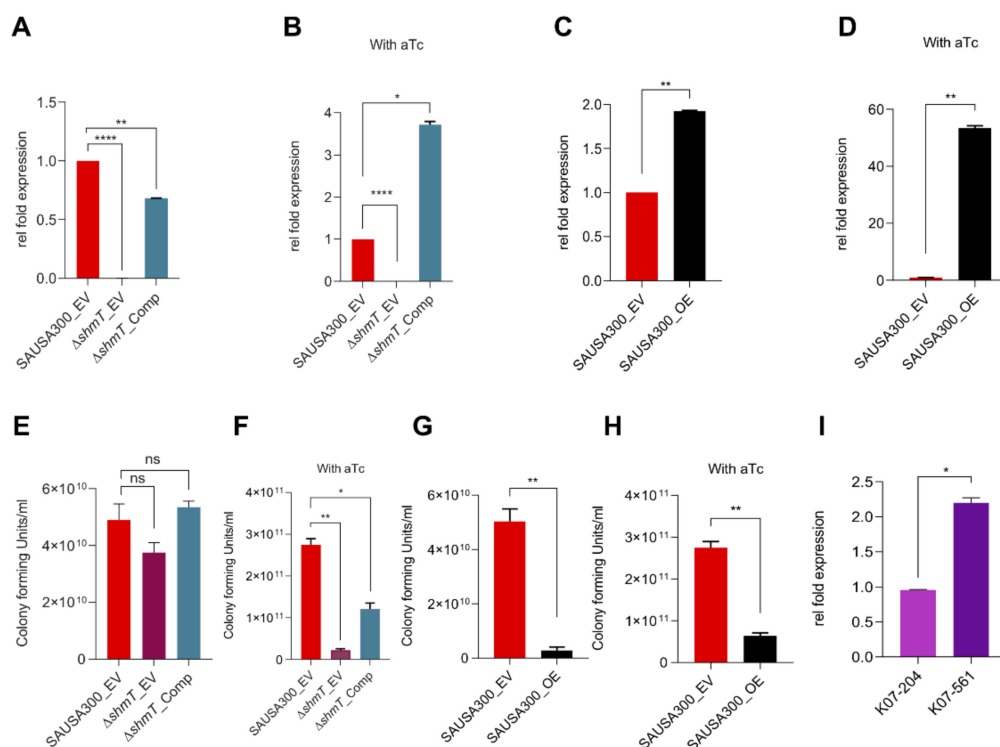 A
rel fold expression
1.5
1.0
0.5
0.0
**
****
SAUSA300_EV
ΔshmT_EV
ΔshmT_Comp
B
With aTc
rel fold expression
4
3
2
1
0
*
****
SAUSA300_EV
ΔshmT_EV
ΔshmT_Comp
C
rel fold expression
2.0
1.5
1.0
0.5
0.0
**
SAUSA300_EV
SAUSA300_OE
D
With aTc
rel fold expression
60
40
20
0
**
SAUSA300_EV
SAUSA300_OE
E
Colony forming Units/ml
6×10¹⁰
4×10¹⁰
2×10¹⁰
0
ns
ns
SAUSA300_EV
ΔshmT_EV
ΔshmT_Comp
F
With aTc
Colony forming Units/ml
4×10¹¹
3×10¹¹
2×10¹¹
1×10¹¹
0
*
**
SAUSA300_EV
ΔshmT_EV
ΔshmT_Comp
G
Colony forming Units/ml
6×10¹⁰
4×10¹⁰
2×10¹⁰
0
**
SAUSA300_EV
SAUSA300_OE
H
With aTc
Colony forming Units/ml
4×10¹¹
3×10¹¹
2×10¹¹
1×10¹¹
0
**
SAUSA300_EV
SAUSA300_OE
I
rel fold expression
2.5
2.0
1.5
1.0
0.5
0.0
*
K07-204
K07-561